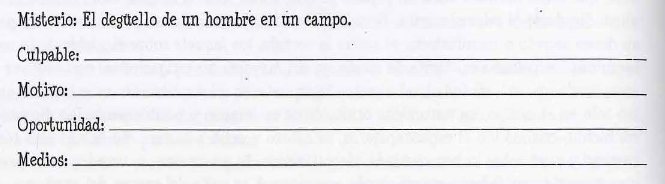 Misterio: El degüello de un hombre en un campo.
Culpable:
Motivo:
Oportunidad:
Medios: